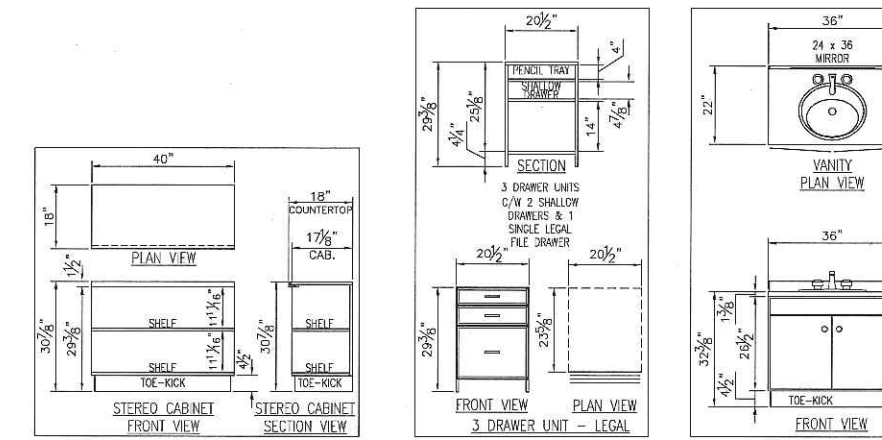 40"
18"
PLAN VIEW
18"
COUNTERTOP
17⅛"
CAB.
1½"
30⅞"
29⅜"
SHELF
11¹¹⁄₁₆"
SHELF
11¹¹⁄₁₆"
4½"
TOE-KICK
STEREO CABINET
FRONT VIEW
30⅞"
SHELF
SHELF
TOE-KICK
STEREO CABINET
SECTION VIEW
20½"
4"
PENCIL TRAY
SHALLOW
DRAWER
29⅜"
25⅛"
4¼"
14"
4⅞"
SECTION
3 DRAWER UNITS
C/W 2 SHALLOW
DRAWERS & 1
SINGLE LEGAL
FILE DRAWER
20½"
20½"
29⅜"
23⅝"
FRONT VIEW
PLAN VIEW
3 DRAWER UNIT - LEGAL
36"
24 x 36
MIRROR
22"
VANITY
PLAN VIEW
36"
32⅜"
1⅜"
26½"
4½"
TOE-KICK
FRONT VIEW